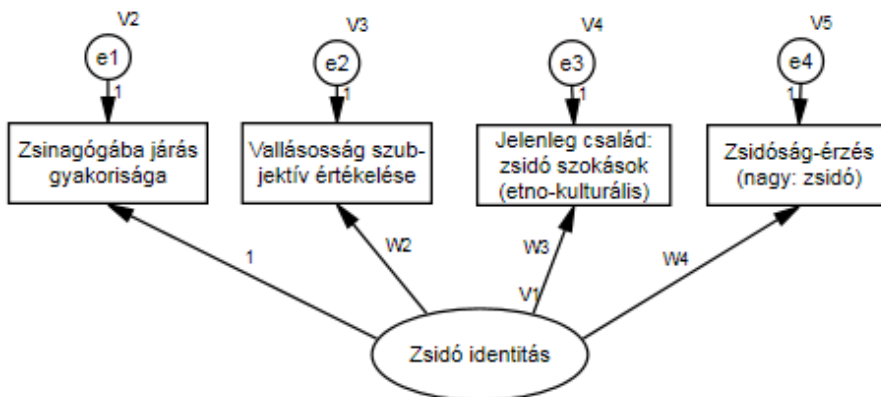 V2
V3
V4
V5
e1
e2
e3
e4
1
1
1
1
Zsinagógába járás
gyakorisága
Vallásosság szub-
jektív értékelése
Jelenleg család:
zsidó szokások
(etno-kulturális)
Zsidóság-érzés
(nagy: zsidó)
1
W2
W3
W4
V1
Zsidó identitás